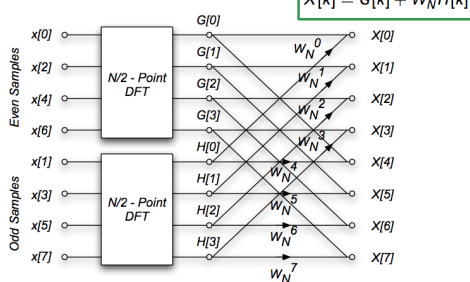 X[k] = G[k] + W_N^k H[k]
Even Samples
x[0]
x[2]
x[4]
x[6]
N/2 - Point
DFT
Odd Samples
x[1]
x[3]
x[5]
x[7]
N/2 - Point
DFT
G[0]
G[1]
G[2]
G[3]
H[0]
H[1]
H[2]
H[3]
W_N^0
W_N^1
W_N^2
W_N^3
W_N^4
W_N^5
W_N^6
W_N^7
X[0]
X[1]
X[2]
X[3]
X[4]
X[5]
X[6]
X[7]